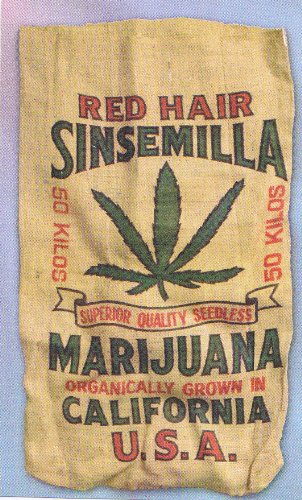 RED HAIR
SINSEMILLA
50 KILOS
50 KILOS
SUPERIOR QUALITY SEEDLESS
MARIJUANA
ORGANICALLY GROWN IN
CALIFORNIA
U.S.A.